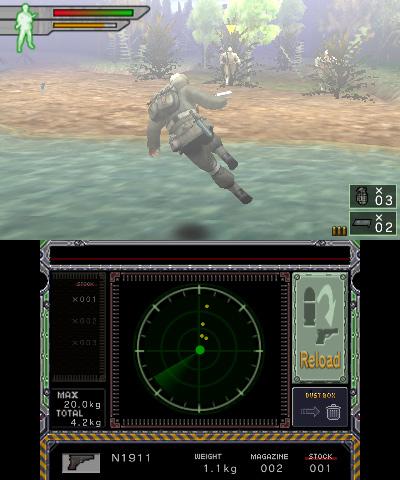 ×
03
×
02
STOCK
×001
×002
×003
Reload
DUST BOX
MAX
20.0kg
TOTAL
4.2kg
N1911
WEIGHT
1.1kg
MAGAZINE
002
STOCK
001